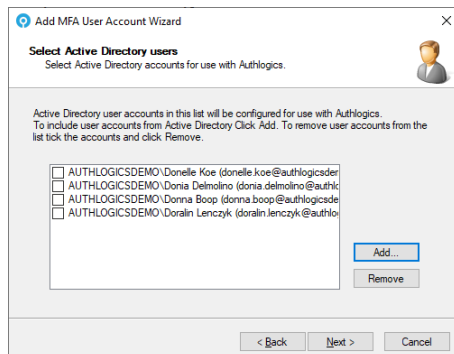 Add MFA User Account Wizard
Select Active Directory users
Select Active Directory accounts for use with Authlogics.
Active Directory user accounts in this list will be configured for use with Authlogics.
To include user accounts from Active Directory Click Add. To remove user accounts from the
list tick the accounts and click Remove.
AUTHLOGICSDEMO\Donelle Koe (donelle.koe@authlogicsder
AUTHLOGICSDEMO\Donia Delmolino (donia.delmolino@authlc
AUTHLOGICSDEMO\Donna Boop (donna.boop@authlogicsde
AUTHLOGICSDEMO\Doralin Lenczyk (doralin.lenczyk@authlo
Add...
Remove
< Back
Next >
Cancel